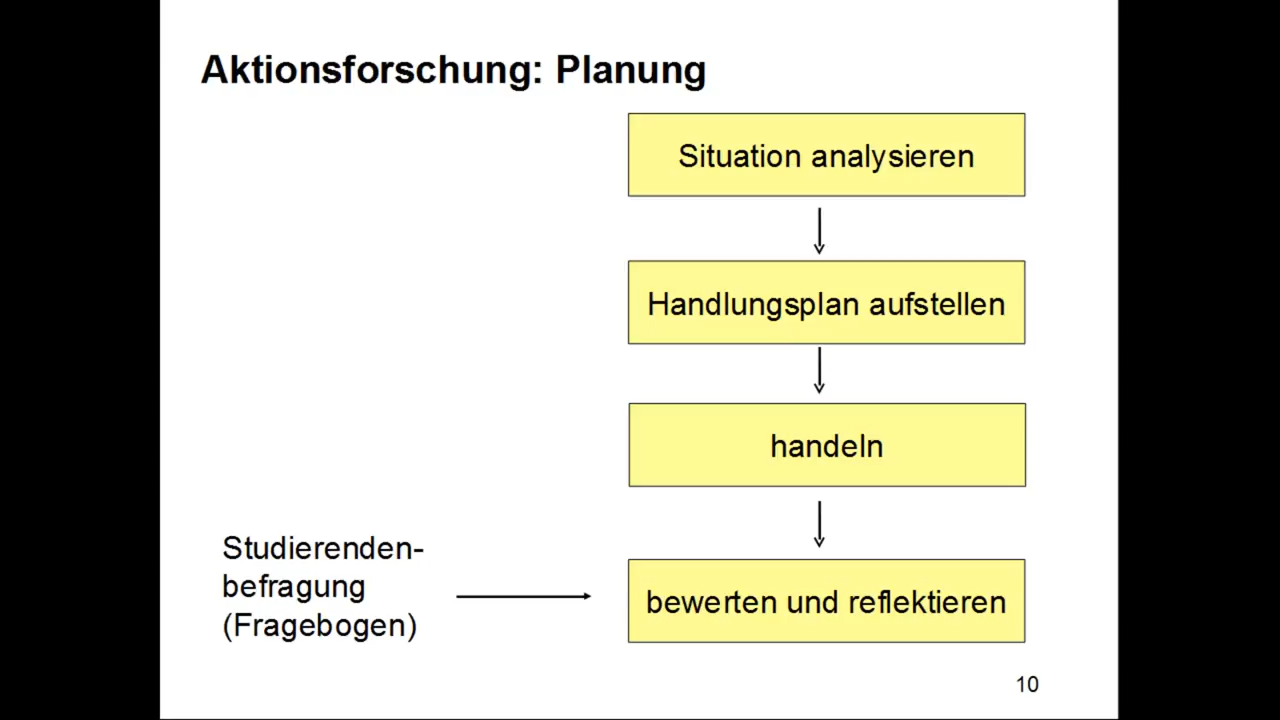 Aktionsforschung: Planung
Situation analysieren
Handlungsplan aufstellen
handeln
Studierenden-
befragung
(Fragebogen)
bewerten und reflektieren
10